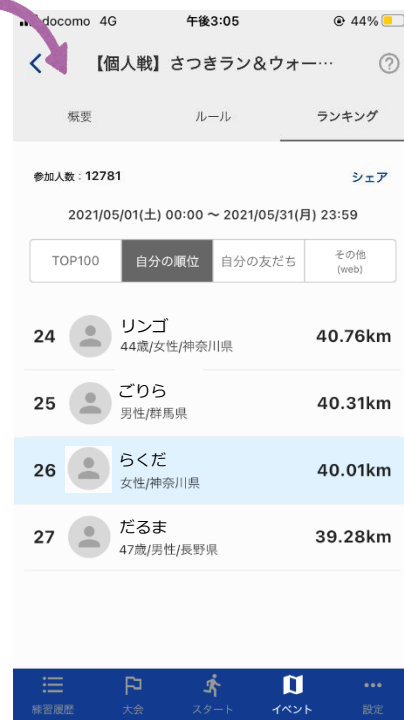 docomo 4G 午後3:05 44%
【個人戦】さつきラン&ウォー…
概要 ルール ランキング
参加人数：12781 シェア
2021/05/01(土) 00:00 ~ 2021/05/31(月) 23:59
TOP100 自分の順位 自分の友だち その他
(web)
24 リンゴ 40.76km
44歳/女性/神奈川県
25 ごりら 40.31km
男性/群馬県
26 らくだ 40.01km
女性/神奈川県
27 だるま 39.28km
47歳/男性/長野県
練習履歴 大会 スタート イベント 設定